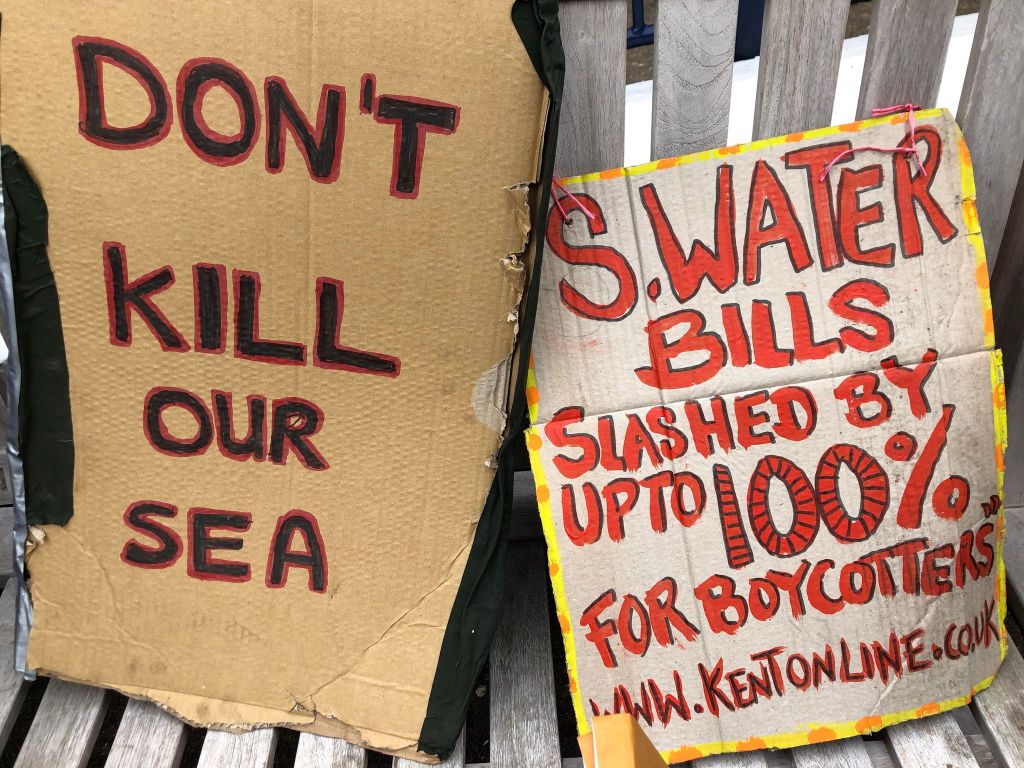 DON'T
KILL
OUR
SEA
S.WATER
BILLS
SLASHED BY
UPTO 100%...
FOR BOYCOTTERS
WWW.KENTONLINE.CO.UK